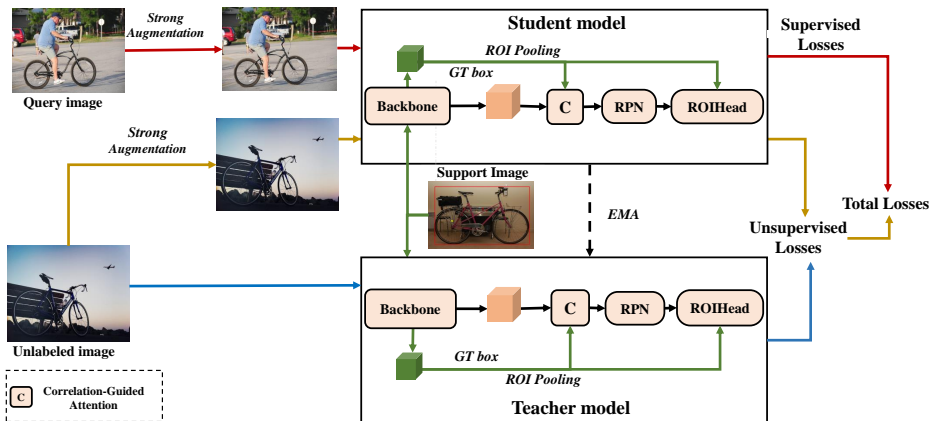 Strong
Augmentation
Query image
Student model
ROI Pooling
GT box
Backbone
C
RPN
ROIHead
Supervised
Losses
Strong
Augmentation
Support Image
EMA
Total Losses
Unsupervised
Losses
Unlabeled image
Backbone
C
RPN
ROIHead
GT box
ROI Pooling
Teacher model
C
Correlation-Guided
Attention